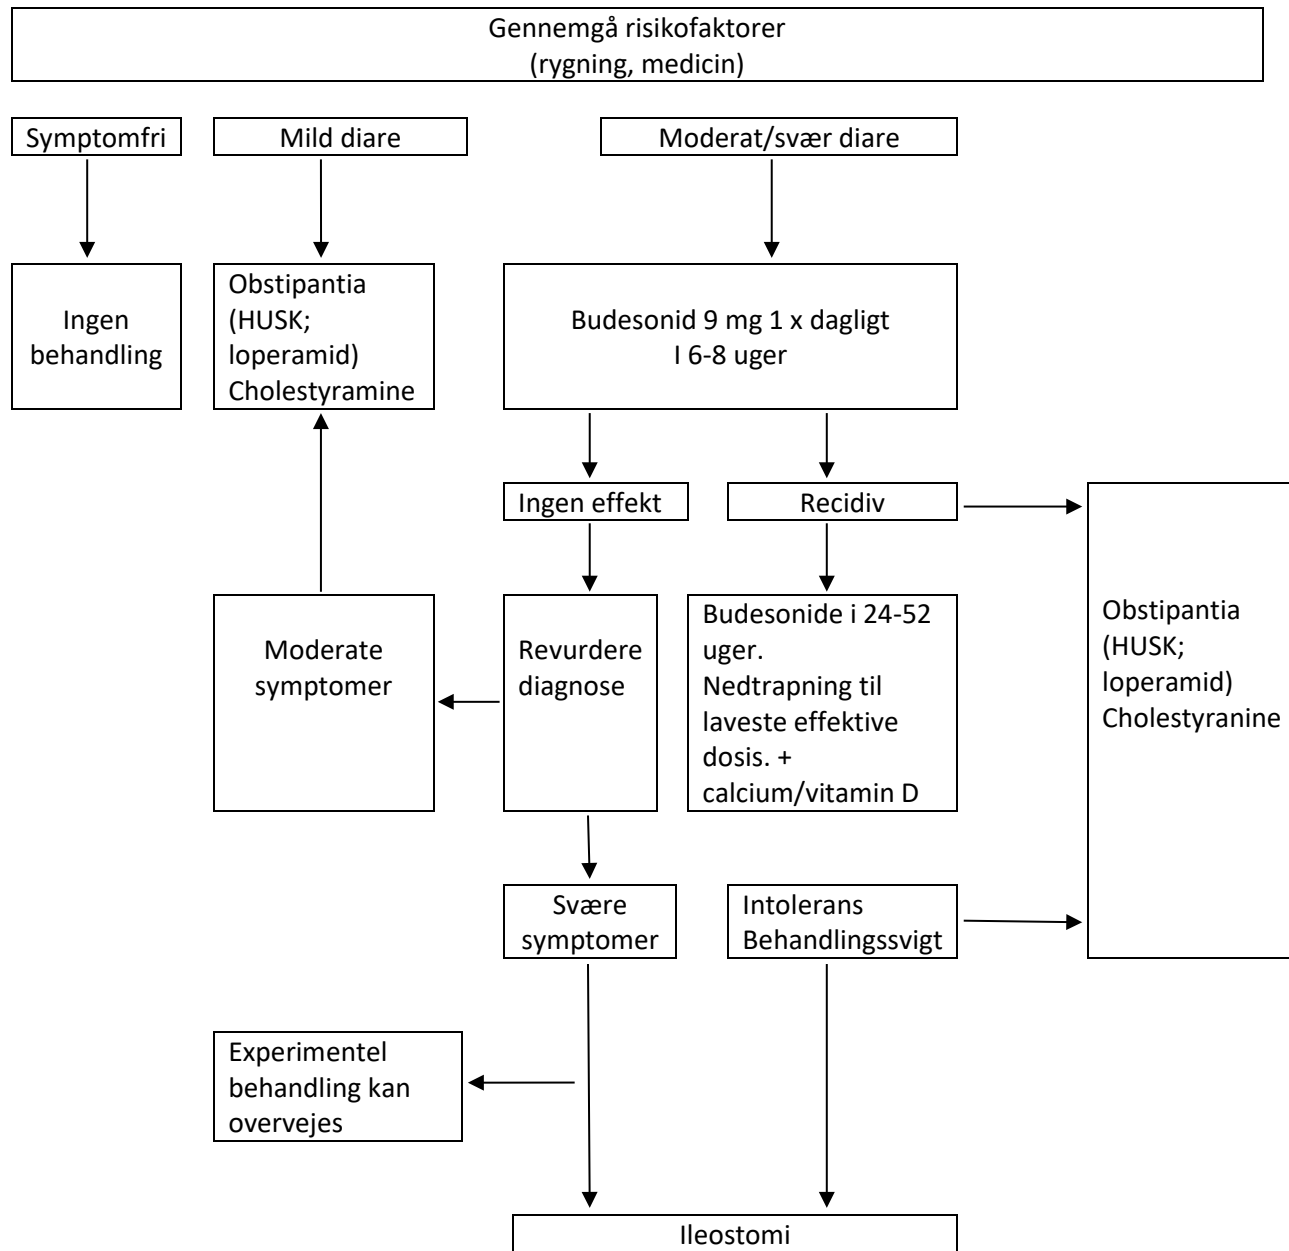 Gennemgå risikofaktorer
(rygning, medicin)
Symptomfri
Mild diare
Moderat/svær diare
Ingen
behandling
Obstipantia
(HUSK;
loperamid)
Cholestyramine
Budesonid 9 mg 1 x dagligt
I 6-8 uger
Ingen effekt
Recidiv
Moderate
symptomer
Revurdere
diagnose
Budesonide i 24-52
uger.
Nedtrapning til
laveste effektive
dosis. +
calcium/vitamin D
Obstipantia
(HUSK;
loperamid)
Cholestyranine
Svære
symptomer
Intolerans
Behandlingssvigt
Experimentel
behandling kan
overvejes
Ileostomi